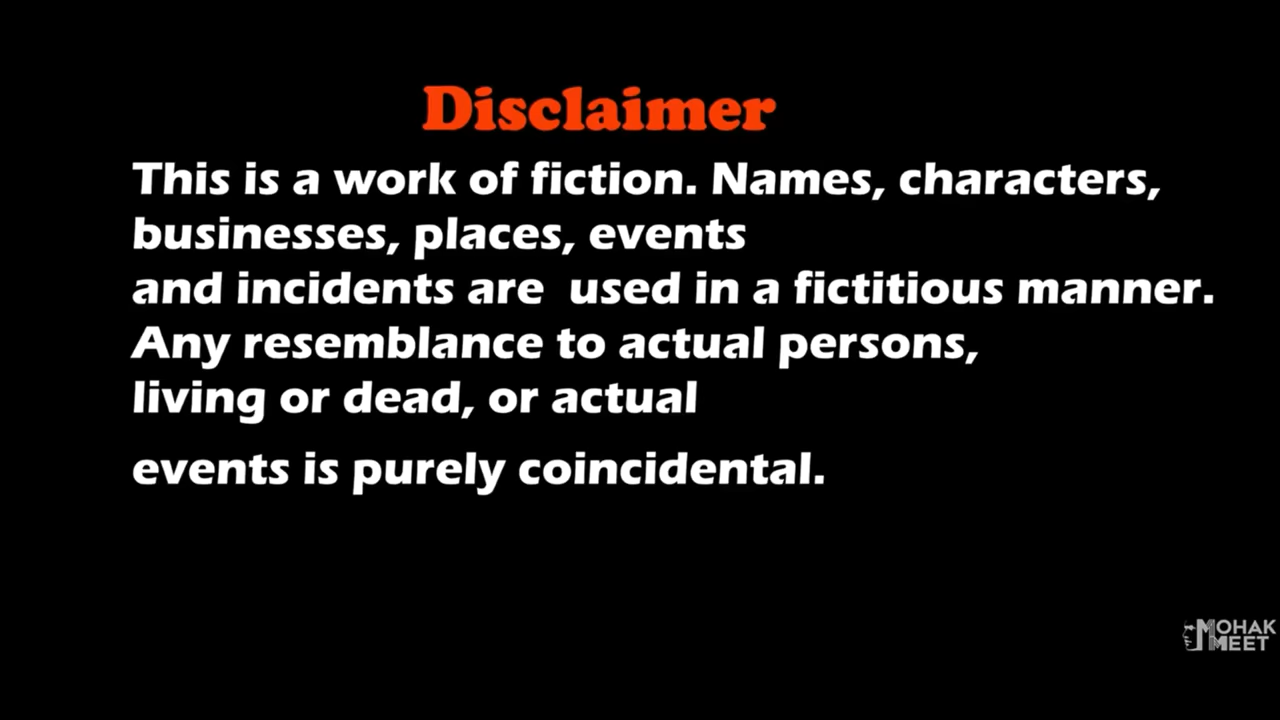 Disclaimer
This is a work of fiction. Names, characters,
businesses, places, events
and incidents are  used in a fictitious manner.
Any resemblance to actual persons,
living or dead, or actual
events is purely coincidental.
MOHAK
MEET